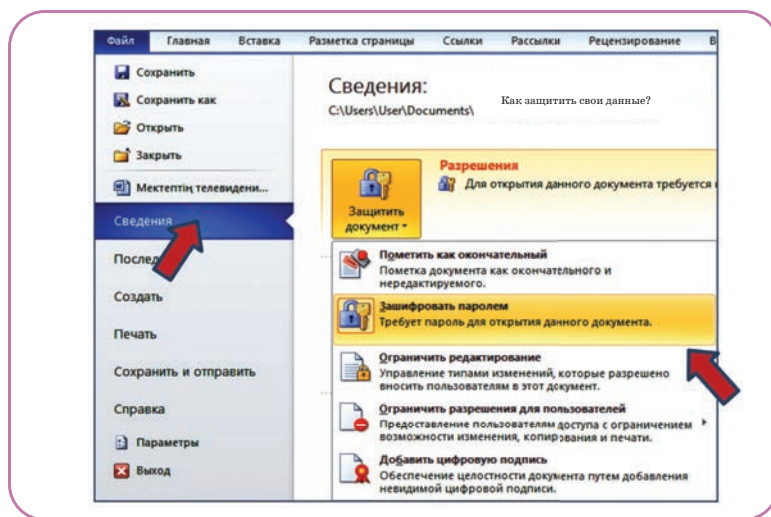 Файл Главная Вставка Разметка страницы Ссылки Рассылки Рецензирование В
Сохранить
Сохранить как
Открыть
Закрыть
Мектептің телевидени...
Сведения
Послед
Создать
Печать
Сохранить и отправить
Справка
Параметры
Выход
Сведения:
C:\Users\User\Documents\ Как защитить свои данные?
Защитить
документ
Разрешения
Для открытия данного документа требуется
Пометить как окончательный
Пометка документа как окончательного и
нередактируемого.
Зашифровать паролем
Требует пароль для открытия данного документа.
Ограничить редактирование
Управление типами изменений, которые разрешено
вносить пользователям в этот документ.
Ограничить разрешения для пользователей
Предоставление пользователям доступа с ограничением
возможности изменения, копирования и печати.
Добавить цифровую подпись
Обеспечение целостности документа путем добавления
невидимой цифровой подписи.